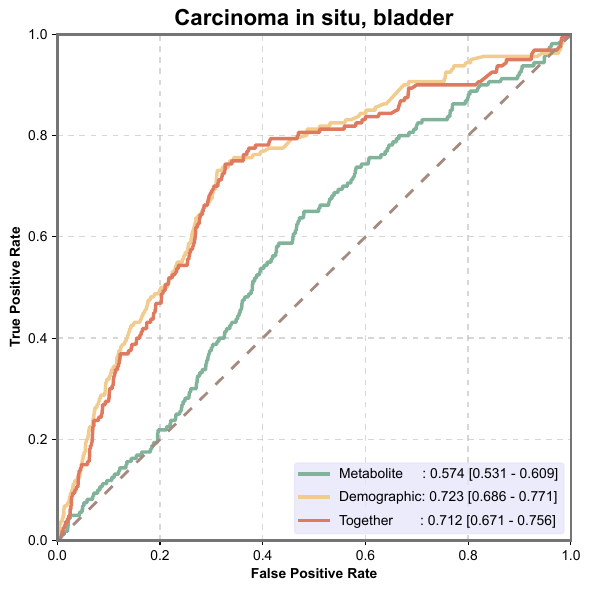 Carcinoma in situ, bladder
1.0
0.8
0.6
0.4
0.2
0.0
True Positive Rate
Metabolite : 0.574 [0.531 - 0.609]
Demographic: 0.723 [0.686 - 0.771]
Together : 0.712 [0.671 - 0.756]
0.0 0.2 0.4 0.6 0.8 1.0
False Positive Rate